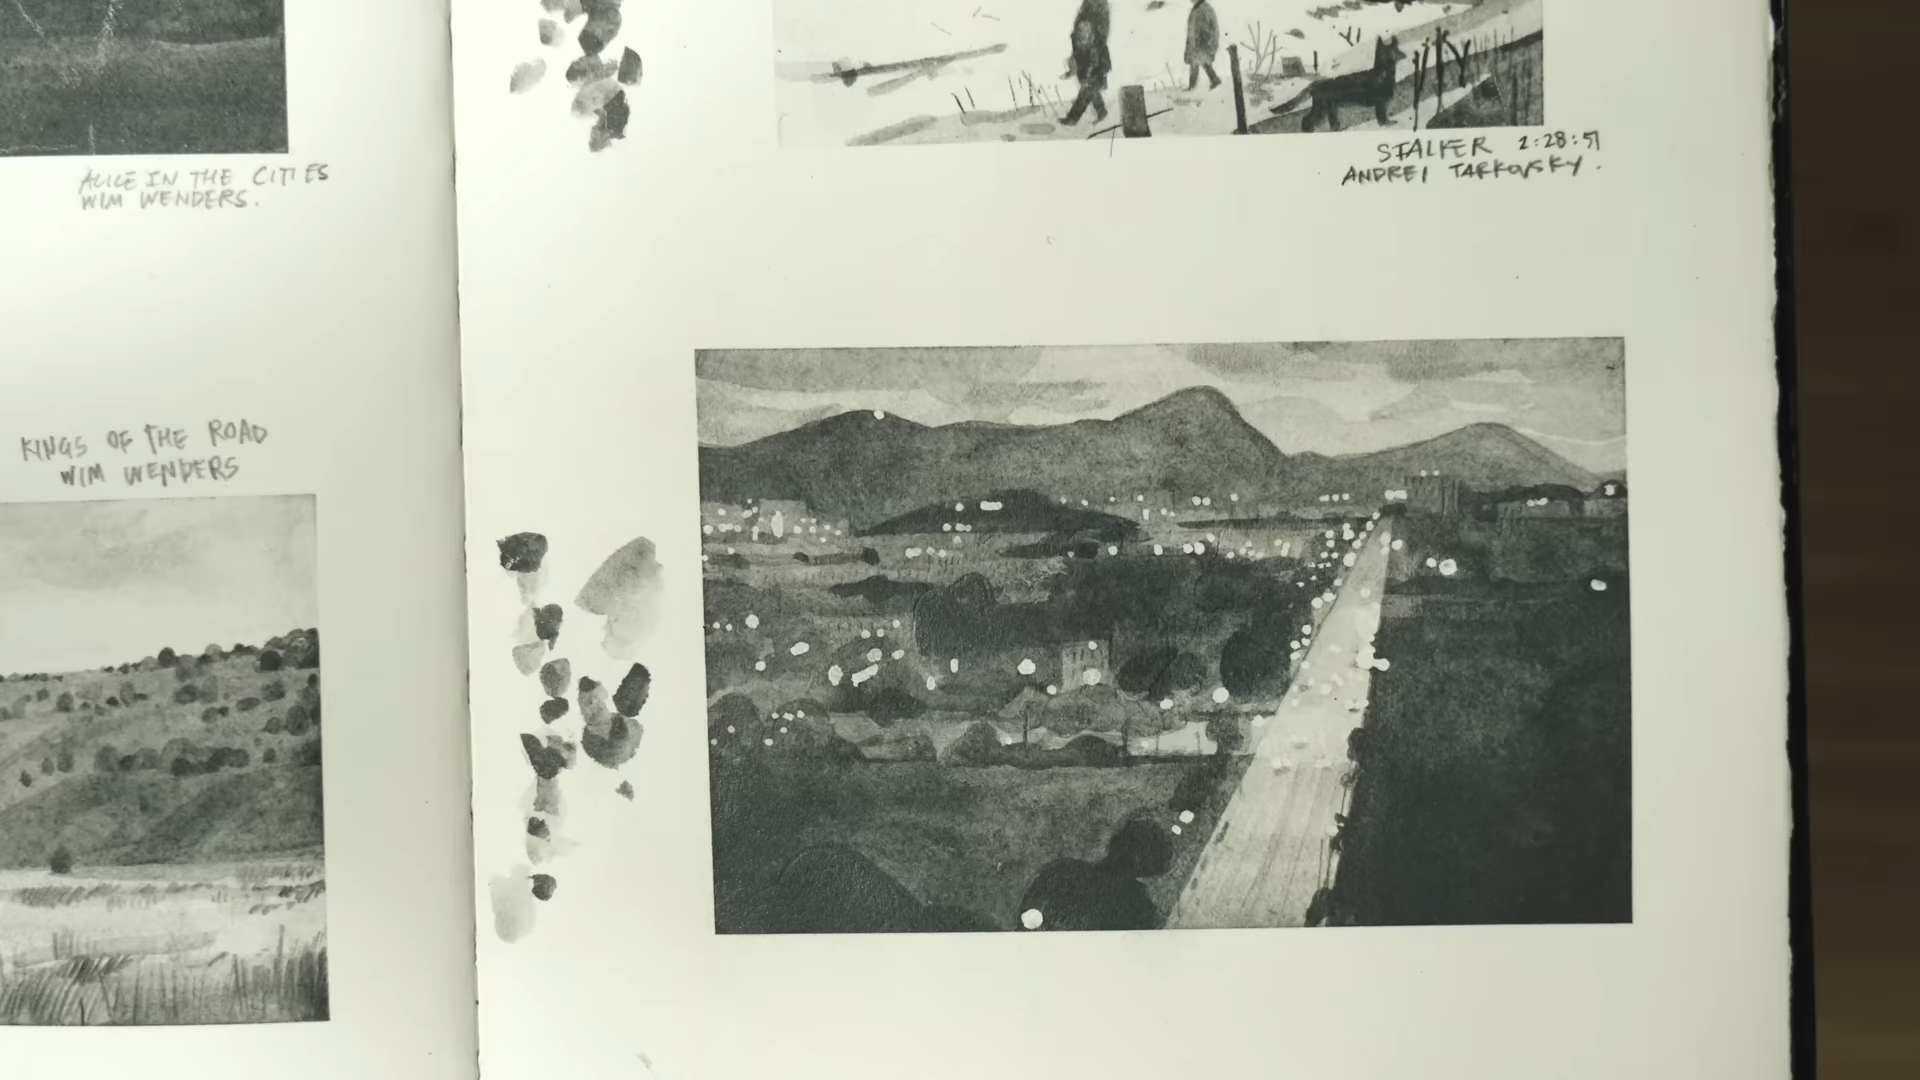 ALICE IN THE CITIES
WIM WENDERS.
KINGS OF THE ROAD
WIM WENDERS
STALKER 2:28:51
ANDREI TARKOVSKY.